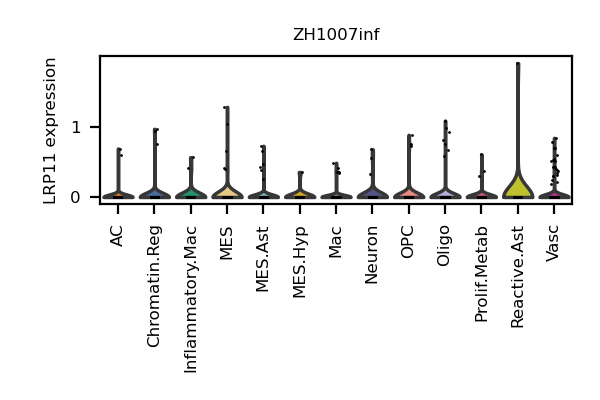 ZH1007inf
LRP11 expression
1
0
AC
Chromatin.Reg
Inflammatory.Mac
MES
MES.Ast
MES.Hyp
Mac
Neuron
OPC
Oligo
Prolif.Metab
Reactive.Ast
Vasc